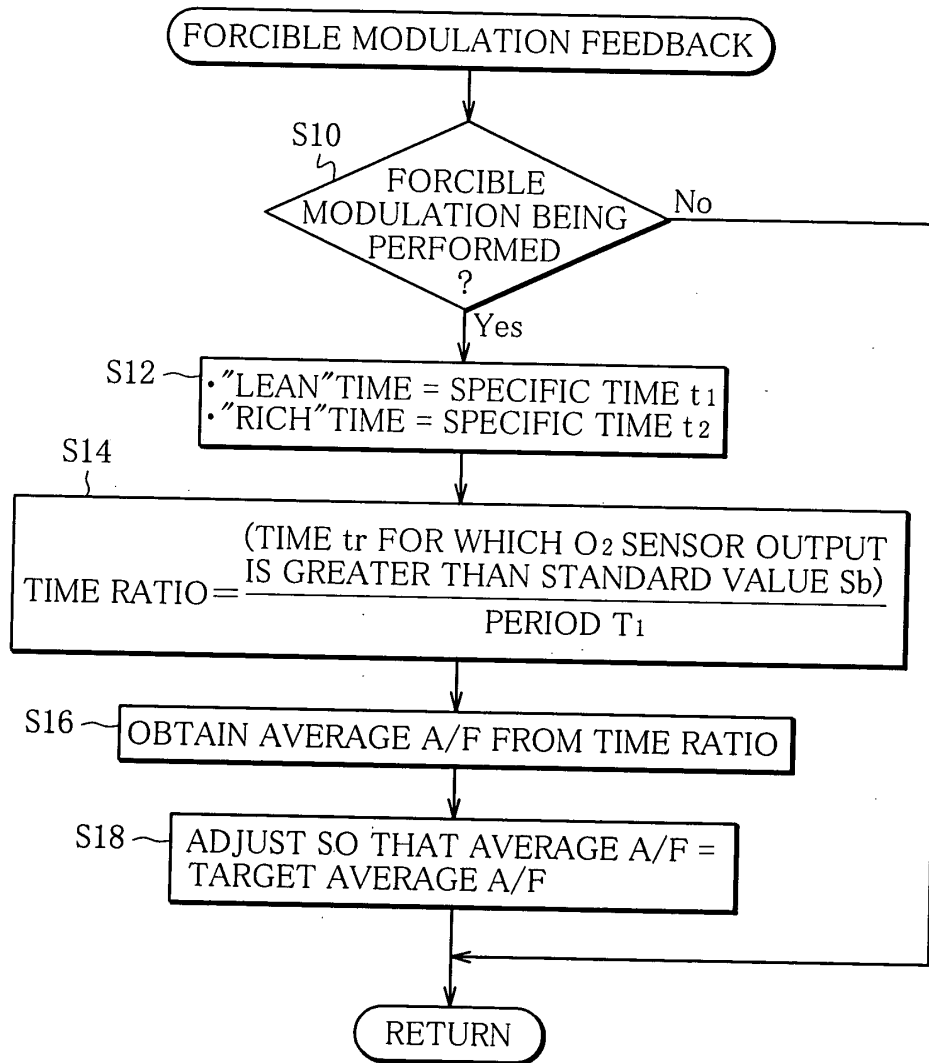 FORCIBLE MODULATION FEEDBACK
S10
FORCIBLE
MODULATION BEING
PERFORMED
?
No
Yes
S12
・"LEAN"TIME = SPECIFIC TIME t1
・"RICH"TIME = SPECIFIC TIME t2
S14
(TIME tr FOR WHICH O2 SENSOR OUTPUT
IS GREATER THAN STANDARD VALUE Sb)
TIME RATIO=
PERIOD T1
S16
OBTAIN AVERAGE A/F FROM TIME RATIO
S18
ADJUST SO THAT AVERAGE A/F =
TARGET AVERAGE A/F
RETURN